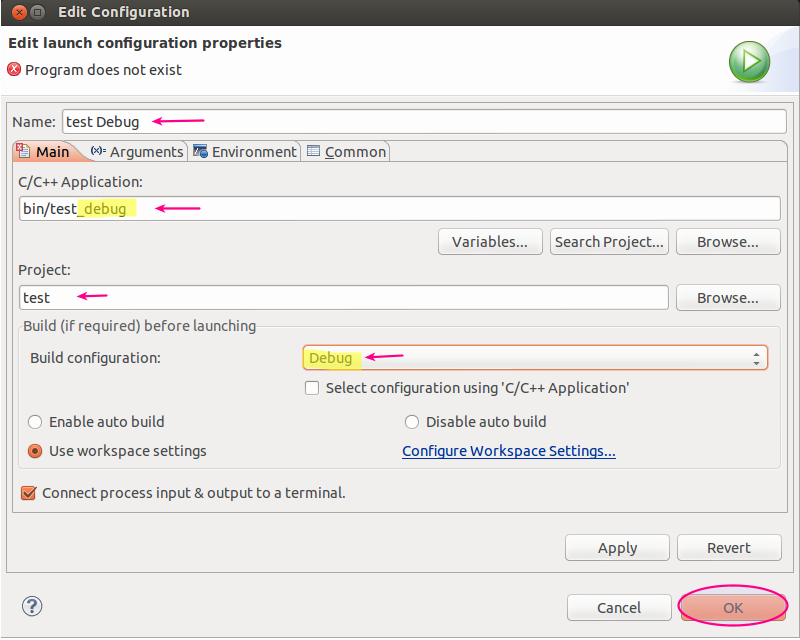 Edit Configuration
Edit launch configuration properties
Program does not exist
Name: test Debug
Main (x)= Arguments Environment Common
C/C++ Application:
bin/test_debug
Variables... Search Project... Browse...
Project:
test Browse...
Build (if required) before launching
Build configuration: Debug
Select configuration using 'C/C++ Application'
Enable auto build Disable auto build
Use workspace settings Configure Workspace Settings...
Connect process input & output to a terminal.
Apply Revert
? Cancel OK